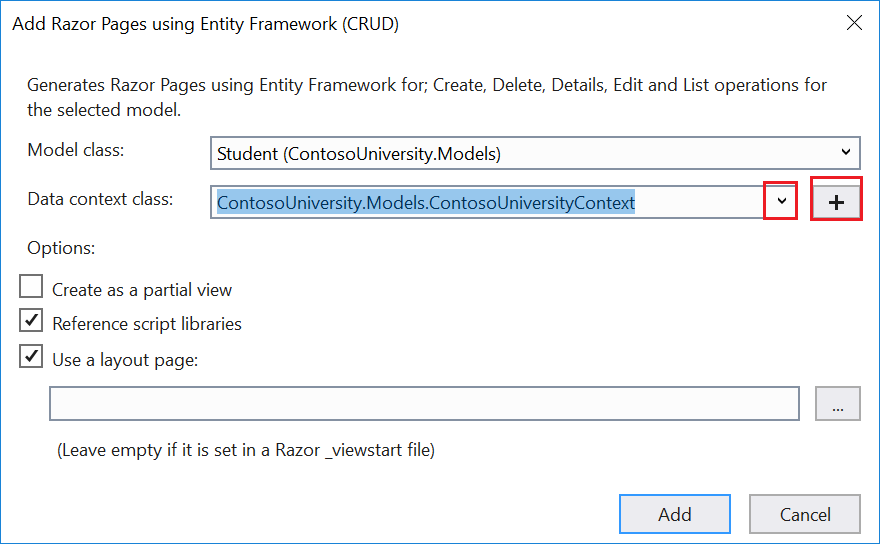 Add Razor Pages using Entity Framework (CRUD)
Generates Razor Pages using Entity Framework for; Create, Delete, Details, Edit and List operations for
the selected model.
Model class:
Student (ContosoUniversity.Models)
Data context class:
ContosoUniversity.Models.ContosoUniversityContext
+
Options:
Create as a partial view
Reference script libraries
Use a layout page:
...
(Leave empty if it is set in a Razor _viewstart file)
Add
Cancel